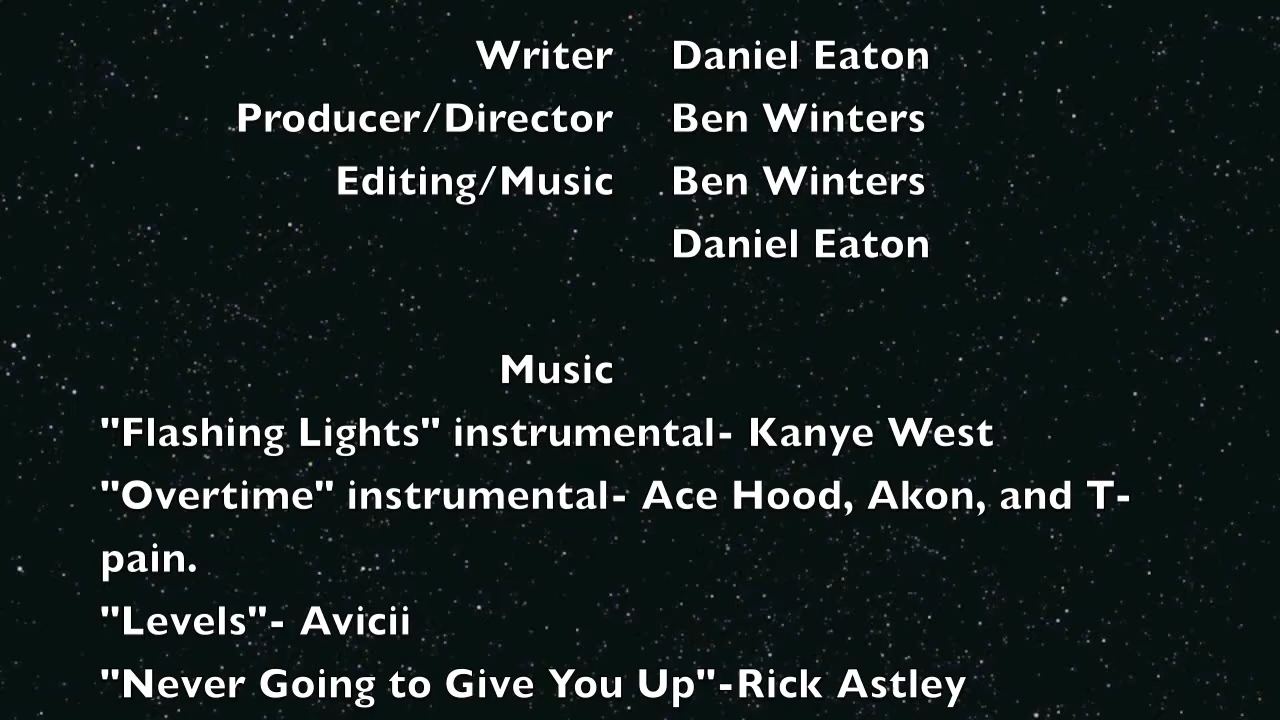 Writer Daniel Eaton
Producer/Director Ben Winters
Editing/Music Ben Winters
Daniel Eaton
Music
"Flashing Lights" instrumental- Kanye West
"Overtime" instrumental- Ace Hood, Akon, and T-
pain.
"Levels"- Avicii
"Never Going to Give You Up"-Rick Astley